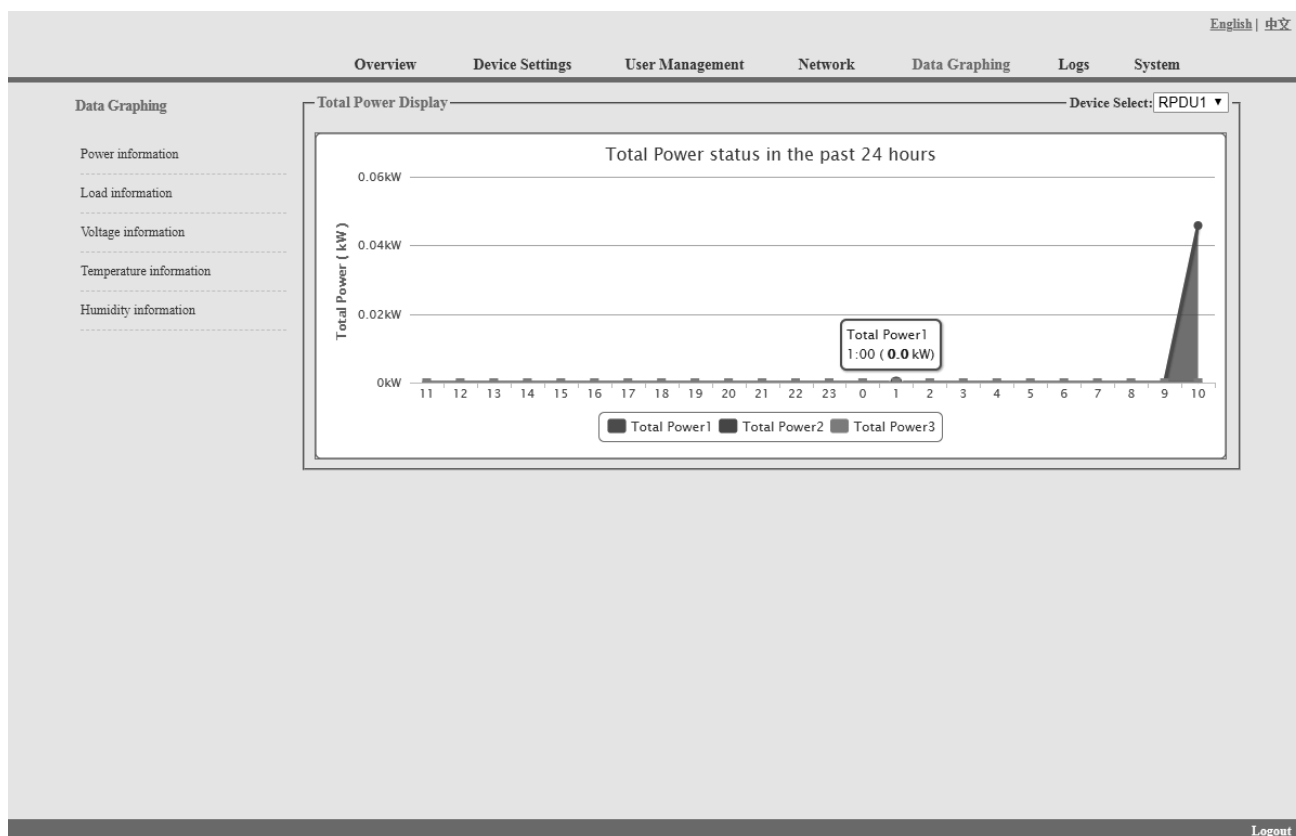 English | 中文
Overview Device Settings User Management Network Data Graphing Logs System
Data Graphing
Power information
Load information
Voltage information
Temperature information
Humidity information
Total Power Display
Device Select: RPDU1 ▼
Total Power status in the past 24 hours
Total Power ( kW )
0.06kW
0.04kW
0.02kW
0kW
Total Power1
1:00 ( 0.0 kW)
11 12 13 14 15 16 17 18 19 20 21 22 23 0 1 2 3 4 5 6 7 8 9 10
Total Power1 Total Power2 Total Power3
Logout